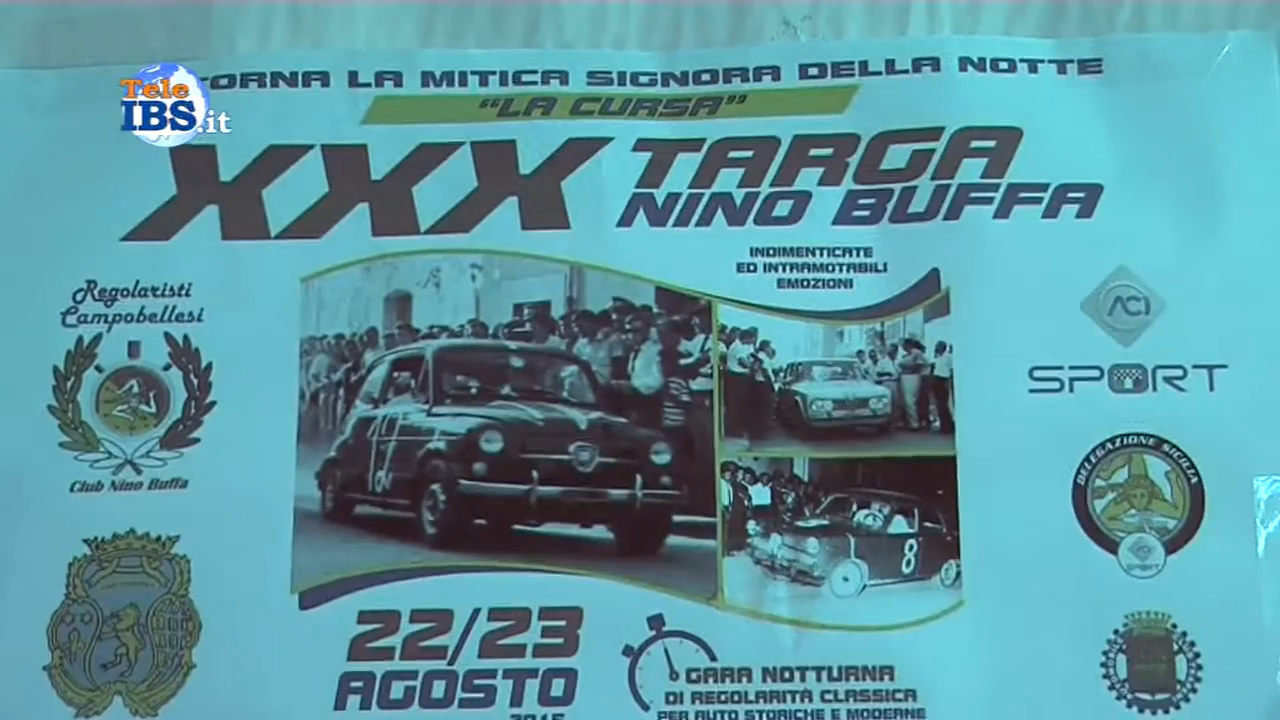 TORNA LA MITICA SIGNORA DELLA NOTTE
"LA CURSA"
Tele
IBS.it
XXX TARGA
NINO BUFFA
INDIMENTICATE
ED INTRAMOTABILI
EMOZIONI
Regolaristi
Campobellesi
Club Nino Buffa
ACI
SPORT
DELEGAZIONE SICILIA
19
8
22/23
AGOSTO
GARA NOTTURNA
DI REGOLARITÀ CLASSICA
PER AUTO STORICHE E MODERNE